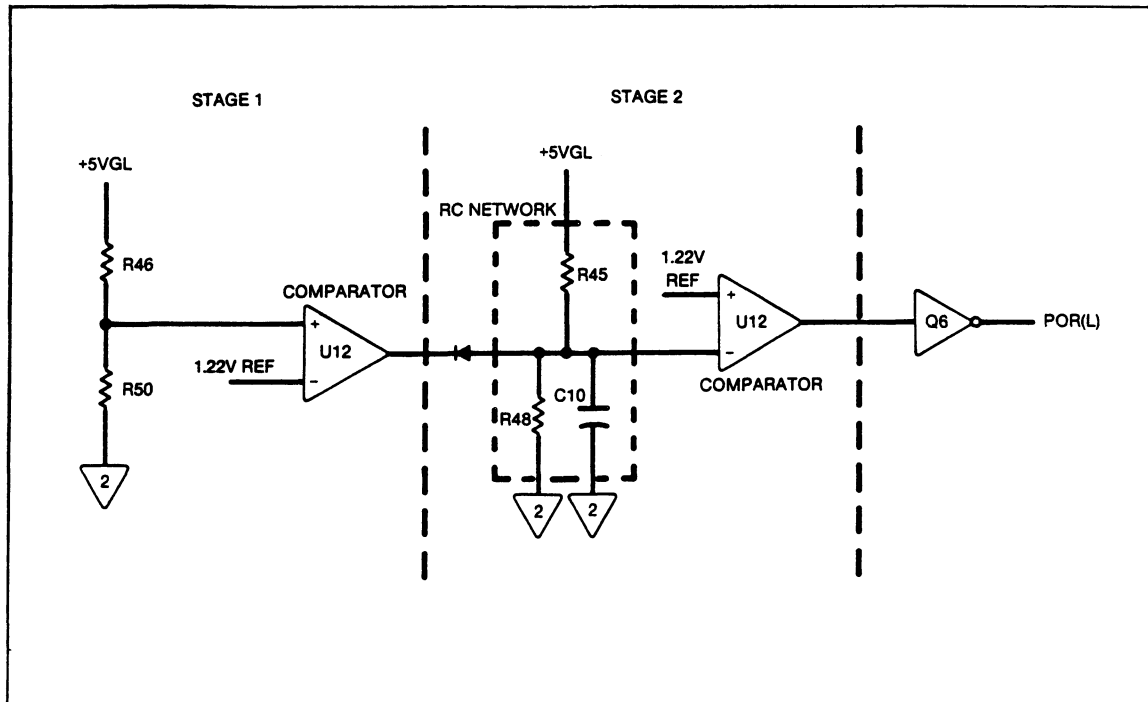 STAGE 1
STAGE 2
+5VGL
+5VGL
RC NETWORK
R46
R45
1.22V
REF
COMPARATOR
+
U12
-
+
U12
-
Q6
POR(L)
1.22V REF
COMPARATOR
R50
R48
C10
2
2
2